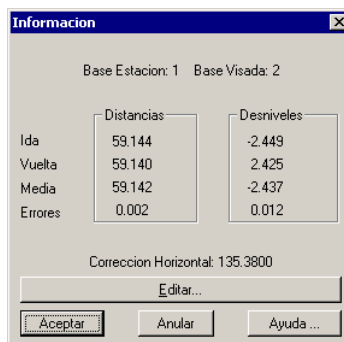 Informacion
Base Estacion: 1 Base Visada: 2
Distancias Desniveles
Ida 59.144 -2.449
Vuelta 59.140 2.425
Media 59.142 -2.437
Errores 0.002 0.012
Correccion Horizontal: 135.3800
Editar...
Aceptar Anular Ayuda ...